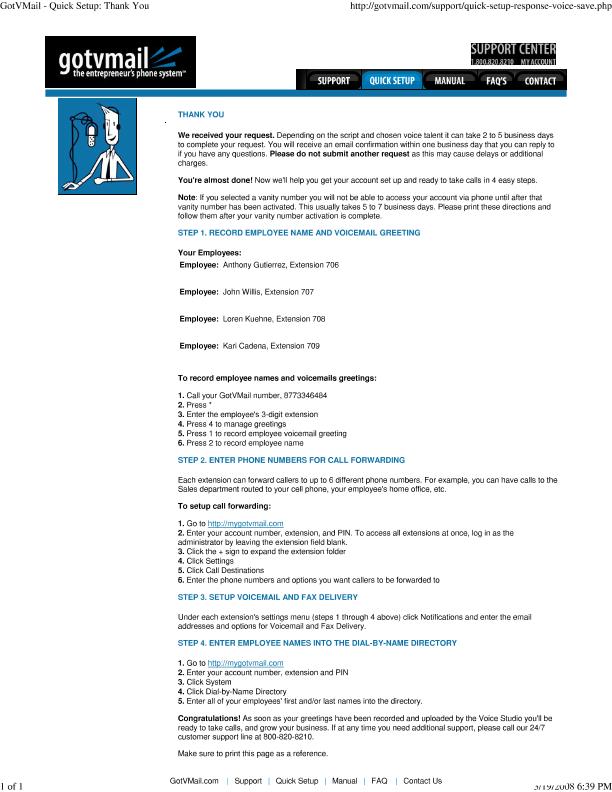 GotVMail - Quick Setup: Thank You
http://gotvmail.com/support/quick-setup-response-voice-save.php
gotvmail
the entrepreneur's phone system™
SUPPORT CENTER
1.800.820.8210 MY ACCOUNT
SUPPORT QUICK SETUP MANUAL FAQ'S CONTACT
THANK YOU
We received your request. Depending on the script and chosen voice talent it can take 2 to 5 business days
to complete your request. You will receive an email confirmation within one business day that you can reply to
if you have any questions. Please do not submit another request as this may cause delays or additional
charges.
You're almost done! Now we'll help you get your account set up and ready to take calls in 4 easy steps.
Note: If you selected a vanity number you will not be able to access your account via phone until after that
vanity number has been activated. This usually takes 5 to 7 business days. Please print these directions and
follow them after your vanity number activation is complete.
STEP 1. RECORD EMPLOYEE NAME AND VOICEMAIL GREETING
Your Employees:
Employee: Anthony Gutierrez, Extension 706
Employee: John Willis, Extension 707
Employee: Loren Kuehne, Extension 708
Employee: Kari Cadena, Extension 709
To record employee names and voicemails greetings:
1. Call your GotVMail number, 8773346484
2. Press *
3. Enter the employee's 3-digit extension
4. Press 4 to manage greetings
5. Press 1 to record employee voicemail greeting
6. Press 2 to record employee name
STEP 2. ENTER PHONE NUMBERS FOR CALL FORWARDING
Each extension can forward callers to up to 6 different phone numbers. For example, you can have calls to the
Sales department routed to your cell phone, your employee's home office, etc.
To setup call forwarding:
1. Go to http://mygotvmail.com
2. Enter your account number, extension, and PIN. To access all extensions at once, log in as the
administrator by leaving the extension field blank.
3. Click the + sign to expand the extension folder
4. Click Settings
5. Click Call Destinations
6. Enter the phone numbers and options you want callers to be forwarded to
STEP 3. SETUP VOICEMAIL AND FAX DELIVERY
Under each extension's settings menu (steps 1 through 4 above) click Notifications and enter the email
addresses and options for Voicemail and Fax Delivery.
STEP 4. ENTER EMPLOYEE NAMES INTO THE DIAL-BY-NAME DIRECTORY
1. Go to http://mygotvmail.com
2. Enter your account number, extension and PIN
3. Click System
4. Click Dial-by-Name Directory
5. Enter all of your employees' first and/or last names into the directory.
Congratulations! As soon as your greetings have been recorded and uploaded by the Voice Studio you'll be
ready to take calls, and grow your business. If at any time you need additional support, please call our 24/7
customer support line at 800-820-8210.
Make sure to print this page as a reference.
GotVMail.com | Support | Quick Setup | Manual | FAQ | Contact Us
1 of 1
5/19/2008 6:39 PM